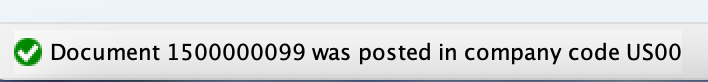 Document 1500000099 was posted in company code US00